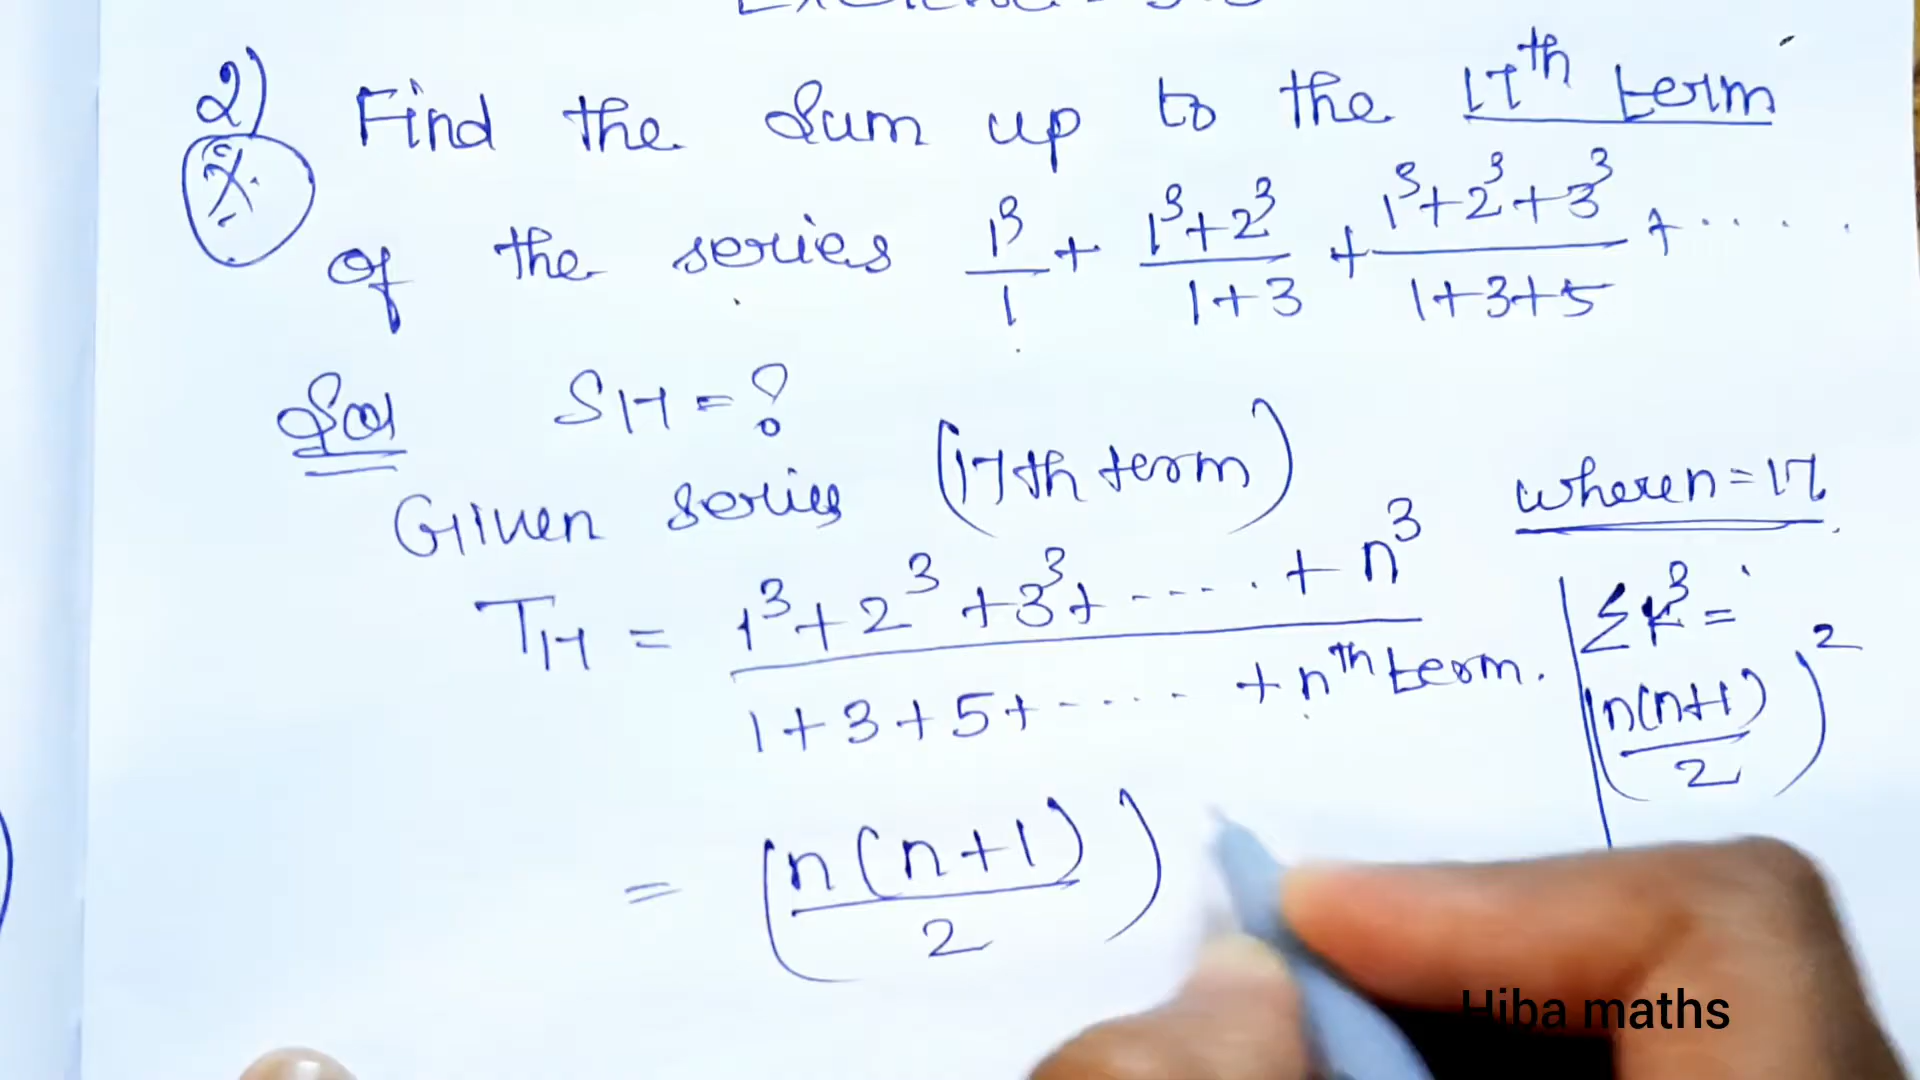 2) Find the Sum up to the 17th term
of the series 1³/1 + 1³+2³/1+3 + 1³+2³+3³/1+3+5 + .....
Sol S17 = ?
Given series (17th term) where n = 17
T17 = 1³+2³+3³+ ..... + n³/1+3+5+ ..... + nth term. Σk³ =
(n(n+1)/2)²
= (n(n+1)/2)
Hiba maths